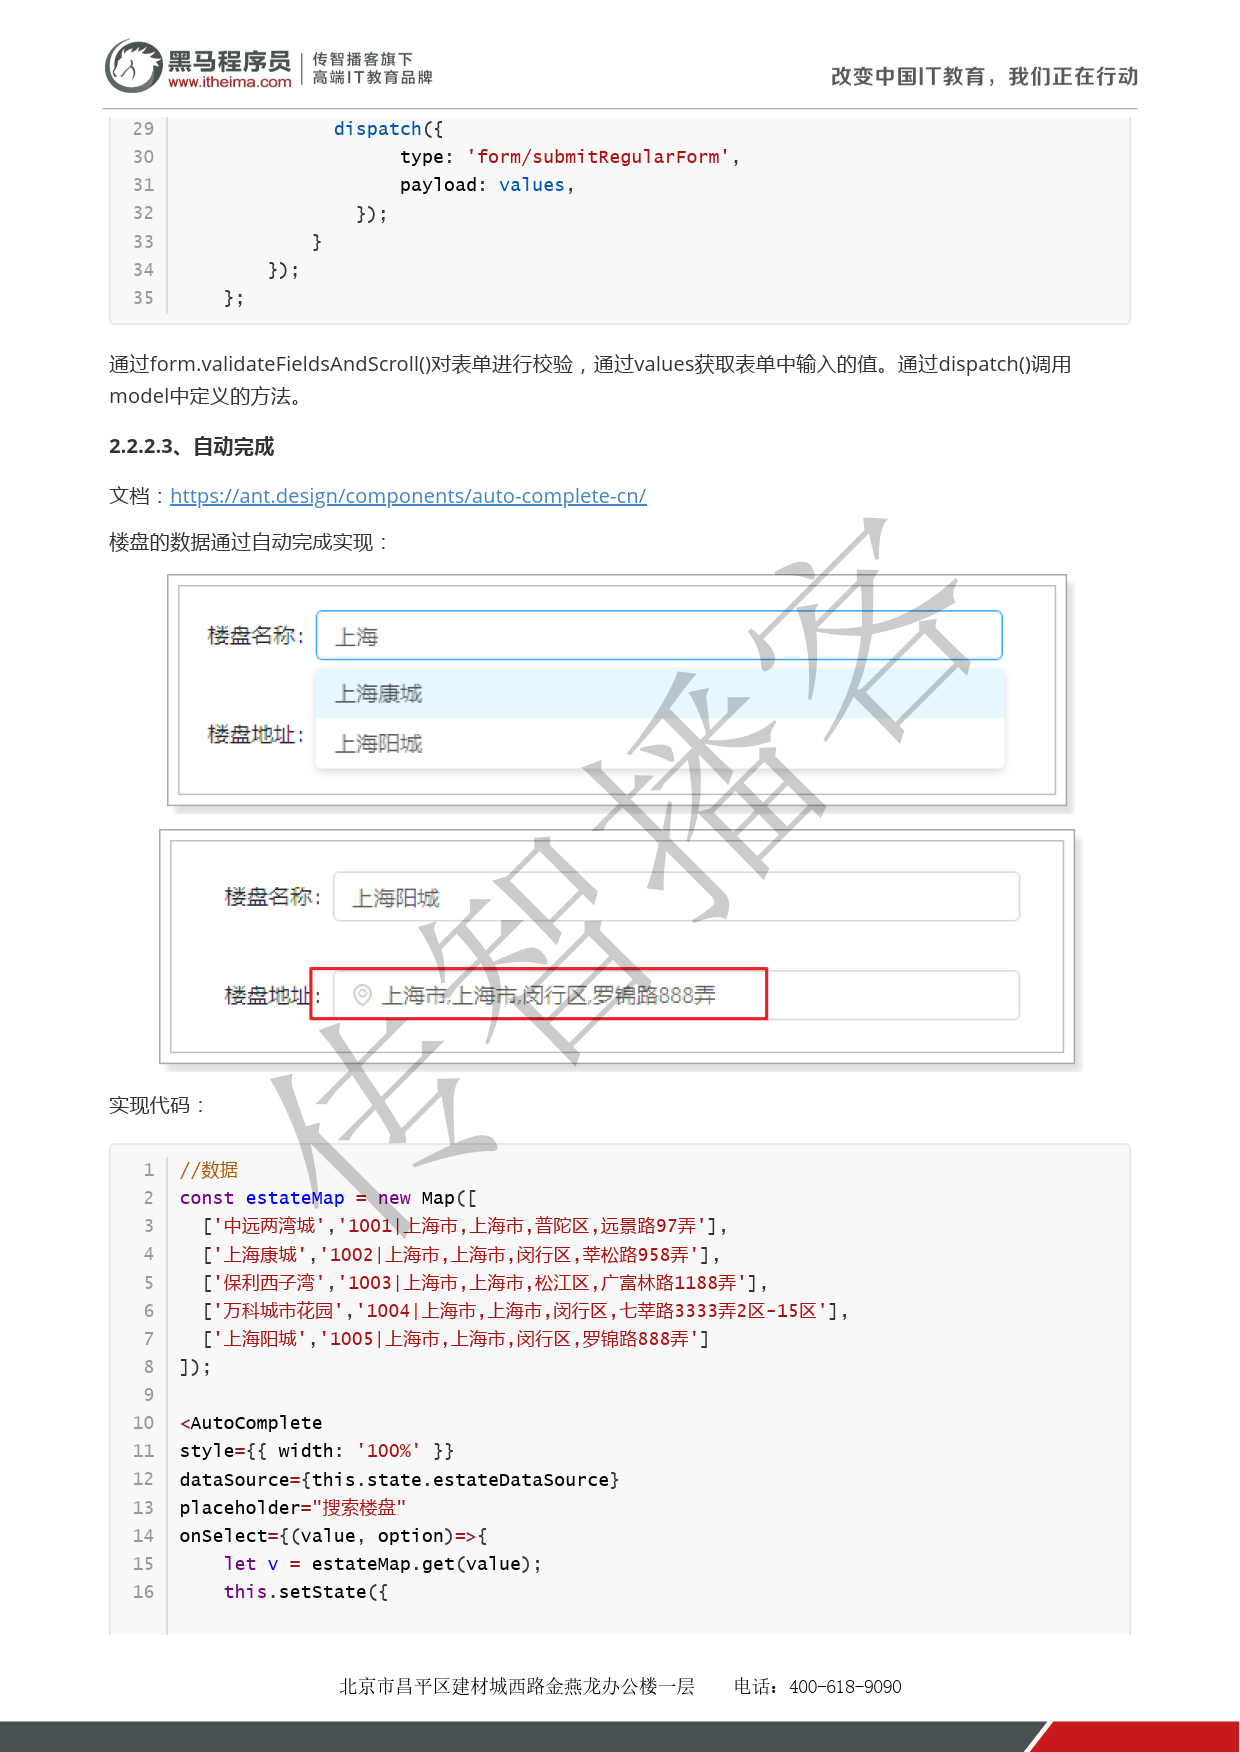 黑马程序员
www.itheima.com
传智播客旗下
高端IT教育品牌
改变中国IT教育，我们正在行动
29 dispatch({
30 type: 'form/submitRegularForm',
31 payload: values,
32 });
33 }
34 });
35 };
通过form.validateFieldsAndScroll()对表单进行校验，通过values获取表单中输入的值。通过dispatch()调用
model中定义的方法。
2.2.2.3、自动完成
文档：https://ant.design/components/auto-complete-cn/
楼盘的数据通过自动完成实现：
楼盘名称: 上海
上海康城
楼盘地址:
上海阳城
楼盘名称: 上海阳城
楼盘地址: 上海市,上海市,闵行区,罗锦路888弄
实现代码：
1 //数据
2 const estateMap = new Map([
3 ['中远两湾城','1001|上海市,上海市,普陀区,远景路97弄'],
4 ['上海康城','1002|上海市,上海市,闵行区,莘松路958弄'],
5 ['保利西子湾','1003|上海市,上海市,松江区,广富林路1188弄'],
6 ['万科城市花园','1004|上海市,上海市,闵行区,七莘路3333弄2区-15区'],
7 ['上海阳城','1005|上海市,上海市,闵行区,罗锦路888弄']
8 ]);
9
10 <AutoComplete
11 style={{ width: '100%' }}
12 dataSource={this.state.estateDataSource}
13 placeholder="搜索楼盘"
14 onSelect={(value, option)=>{
15 let v = estateMap.get(value);
16 this.setState({
传智播客
北京市昌平区建材城西路金燕龙办公楼一层 电话：400-618-9090